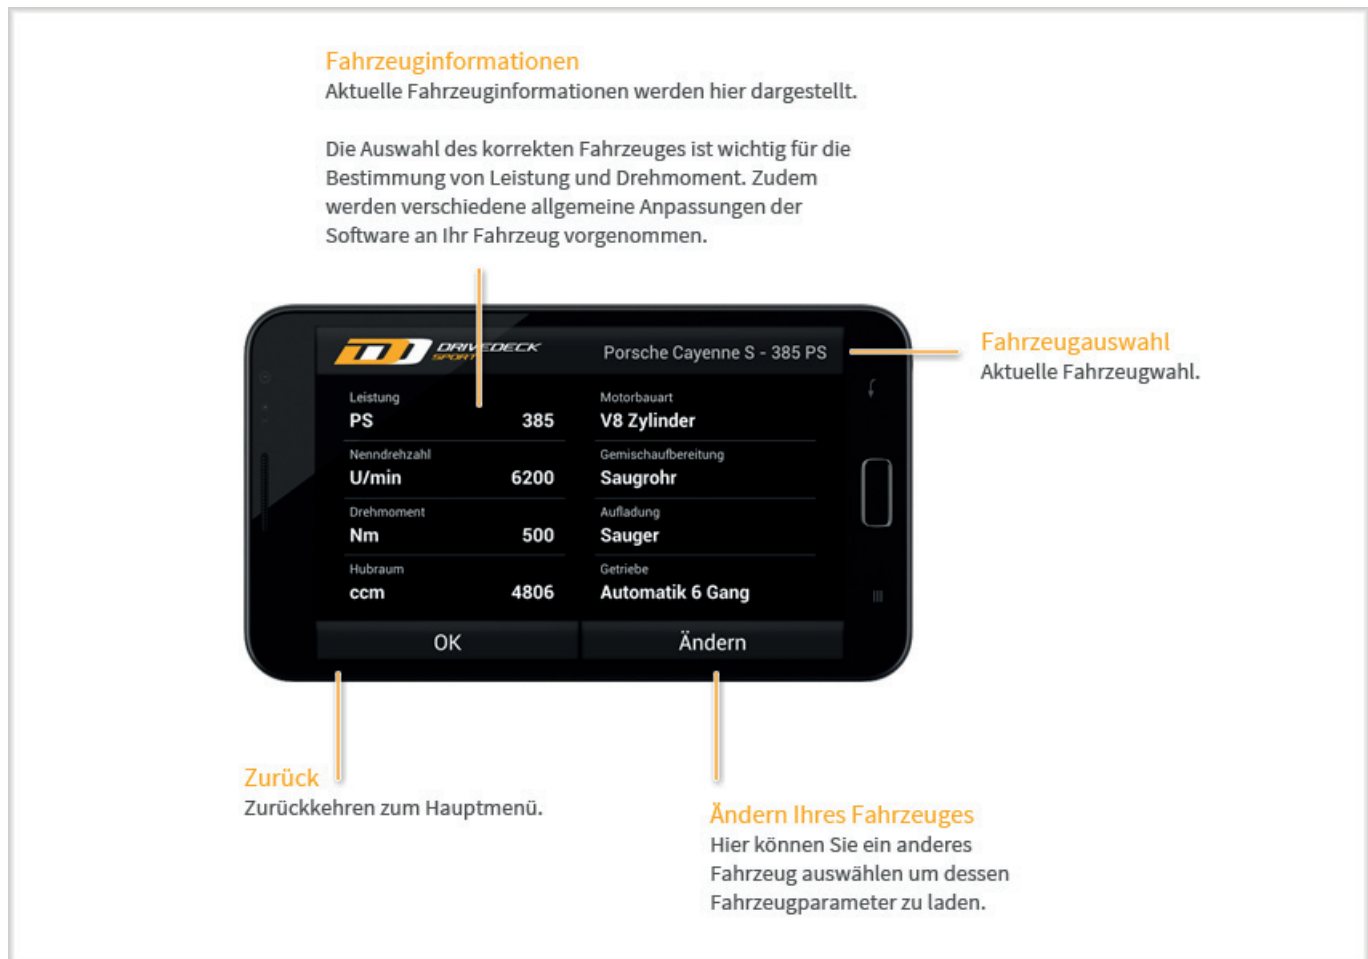 Fahrzeuginformationen
Aktuelle Fahrzeuginformationen werden hier dargestellt.
Die Auswahl des korrekten Fahrzeuges ist wichtig für die
Bestimmung von Leistung und Drehmoment. Zudem
werden verschiedene allgemeine Anpassungen der
Software an Ihr Fahrzeug vorgenommen.
DRIVEDECK
SPORT
Porsche Cayenne S - 385 PS
Fahrzeugauswahl
Aktuelle Fahrzeugwahl.
Leistung
PS 385
Nenndrehzahl
U/min 6200
Drehmoment
Nm 500
Hubraum
ccm 4806
Motorbauart
V8 Zylinder
Gemischaufbereitung
Saugrohr
Aufladung
Sauger
Getriebe
Automatik 6 Gang
OK
Ändern
Zurück
Zurückkehren zum Hauptmenü.
Ändern Ihres Fahrzeuges
Hier können Sie ein anderes
Fahrzeug auswählen um dessen
Fahrzeugparameter zu laden.